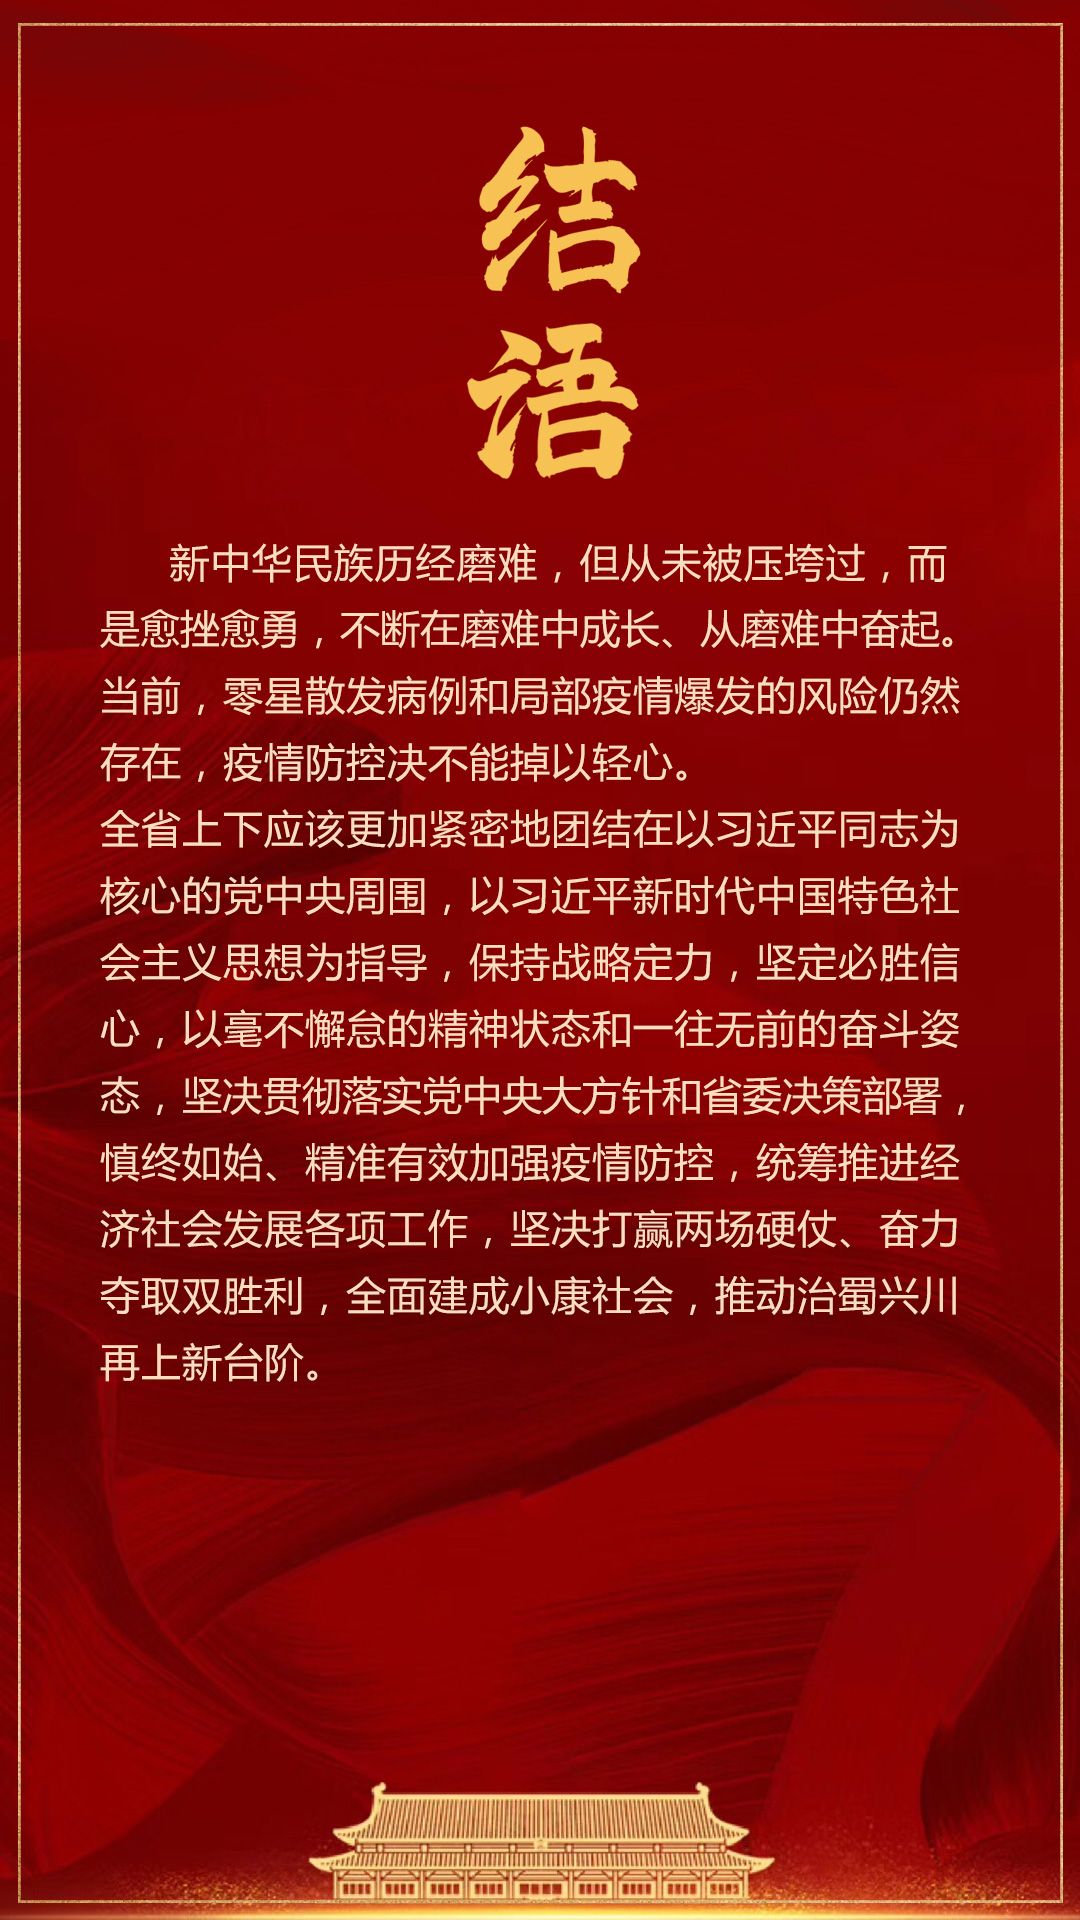 结
语
新中华民族历经磨难，但从未被压垮过，而
是愈挫愈勇，不断在磨难中成长、从磨难中奋起。
当前，零星散发病例和局部疫情爆发的风险仍然
存在，疫情防控决不能掉以轻心。
全省上下应该更加紧密地团结在以习近平同志为
核心的党中央周围，以习近平新时代中国特色社
会主义思想为指导，保持战略定力，坚定必胜信
心，以毫不懈怠的精神状态和一往无前的奋斗姿
态，坚决贯彻落实党中央大方针和省委决策部署，
慎终如始、精准有效加强疫情防控，统筹推进经
济社会发展各项工作，坚决打赢两场硬仗、奋力
夺取双胜利，全面建成小康社会，推动治蜀兴川
再上新台阶。